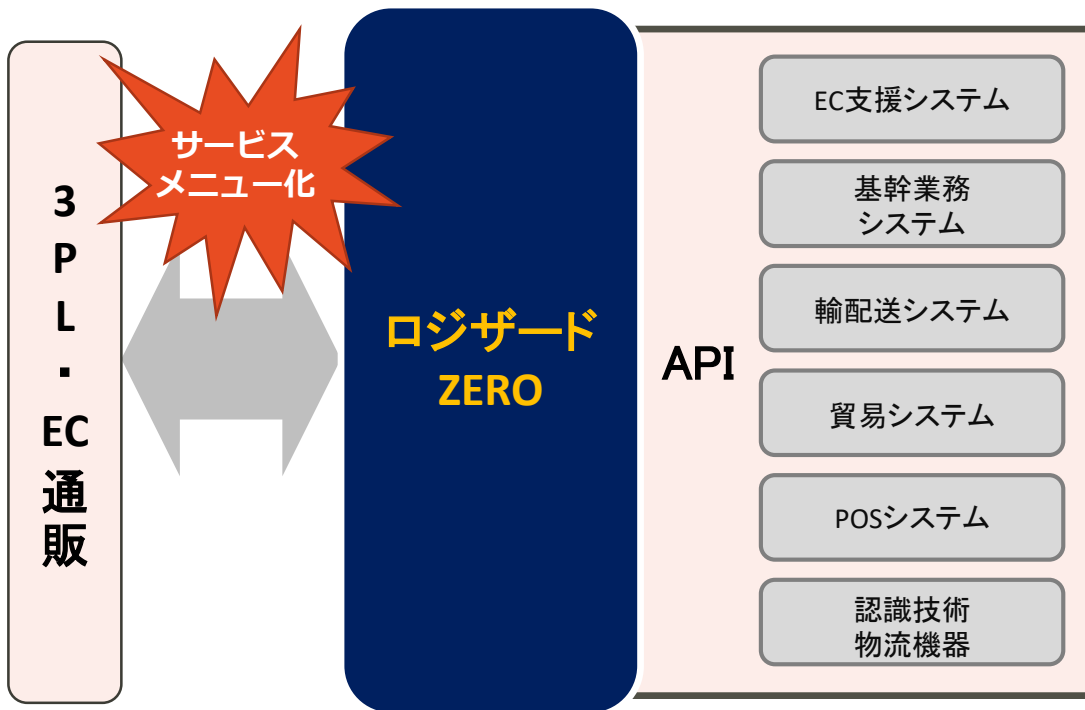 3
P
L
・
EC
通
販
サービス
メニュー化
ロジザード
ZERO
API
EC支援システム
基幹業務
システム
輸配送システム
貿易システム
POSシステム
認識技術
物流機器